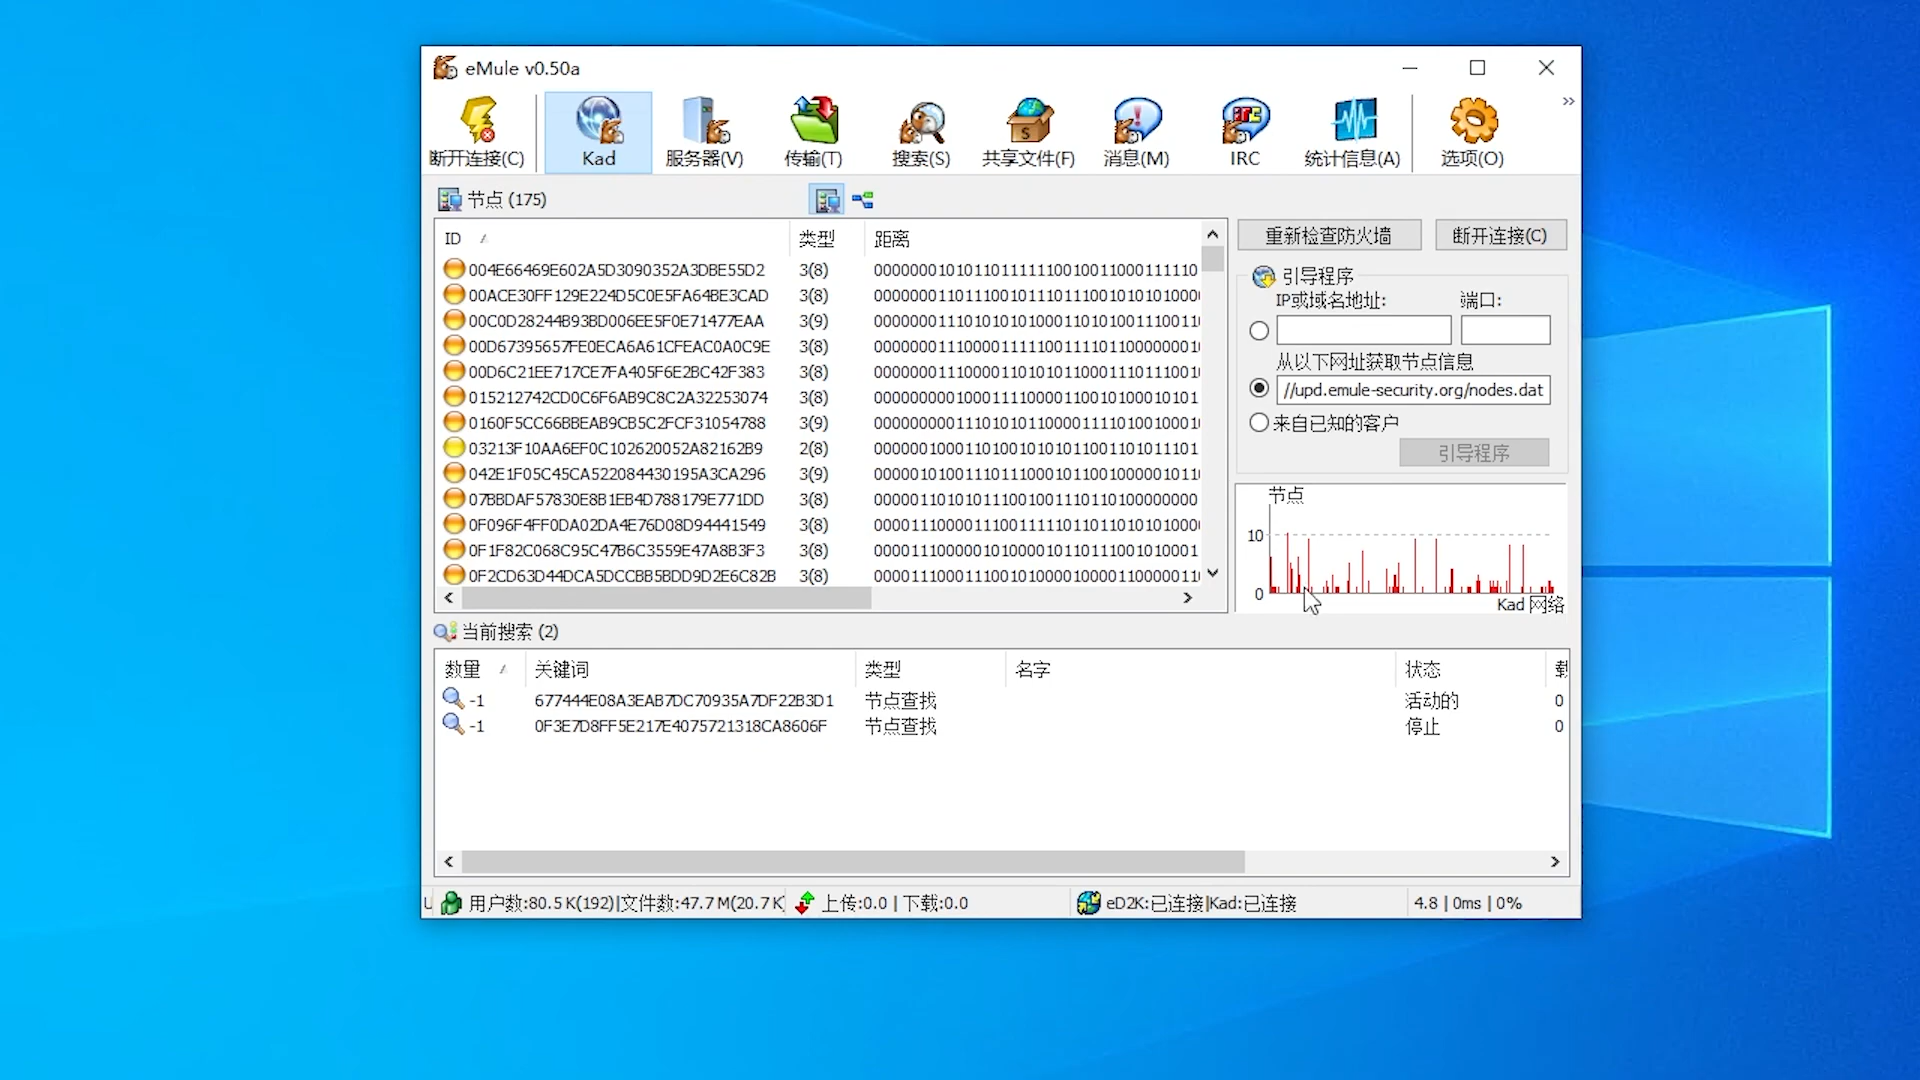 eMule v0.50a
断开连接(C) Kad 服务器(V) 传输(T) 搜索(S) 共享文件(F) 消息(M) IRC 统计信息(A) 选项(O)
节点 (175)
ID 类型 距离
004E66469E602A5D3090352A3DBE55D2 3(8) 00000001010110111111100100110001111110
00ACE30FF129E224D5C0E5FA64BE3CAD 3(8)
00C0D28244B93BD006EE5F0E71477EAA 3(9)
00D67395657FE0ECA6A61CFEAC0A0C9E 3(8)
00D6C21EE717CE7FA405F6E2BC42F383 3(8)
015212742CD0C6F6AB9C8C2A32253074 3(8)
0160F5CC66BBEAB9CB5C2FCF31054788 3(9)
03213F10AA6EF0C102620052A82162B9 2(8)
042E1F05C45CA522084430195A3CA296 3(9)
07BBDAF57830E8B1EB4D788179E771DD 3(8)
0F096F4FF0DA02DA4E76D08D94441549 3(8)
0F1F82C068C95C47B6C3559E47A8B3F3 3(8)
0F2CD63D44DCA5DCCBB5BDD9D2E6C82B 3(8)
重新检查防火墙 断开连接(C)
引导程序
IP或域名地址: 端口:
从以下网址获取节点信息
//upd.emule-security.org/nodes.dat
来自已知的客户
引导程序
节点
10
0
Kad 网络
当前搜索 (2)
数量 关键词 类型 名字 状态
-1 677444E08A3EAB7DC70935A7DF22B3D1 节点查找 活动的 0
-1 0F3E7D8FF5E217E4075721318CA8606F 节点查找 停止 0
用户数:80.5 K(192)|文件数:47.7 M(20.7 K) 上传:0.0 | 下载:0.0 eD2K:已连接|Kad:已连接 4.8 | 0ms | 0%